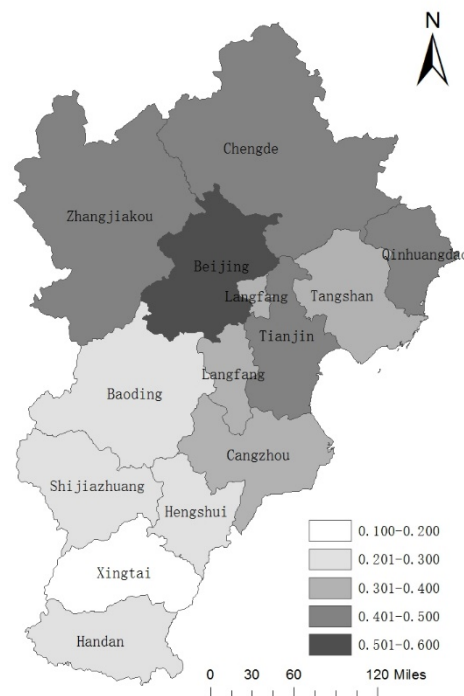 N
Chengde
Zhangjiakou
Qinhuangdao
Beijing
Langfang
Tangshan
Tianjin
Langfang
Baoding
Cangzhou
Shijiazhuang
Hengshui
Xingtai
Handan
0.100-0.200
0.201-0.300
0.301-0.400
0.401-0.500
0.501-0.600
0 30 60 120 Miles